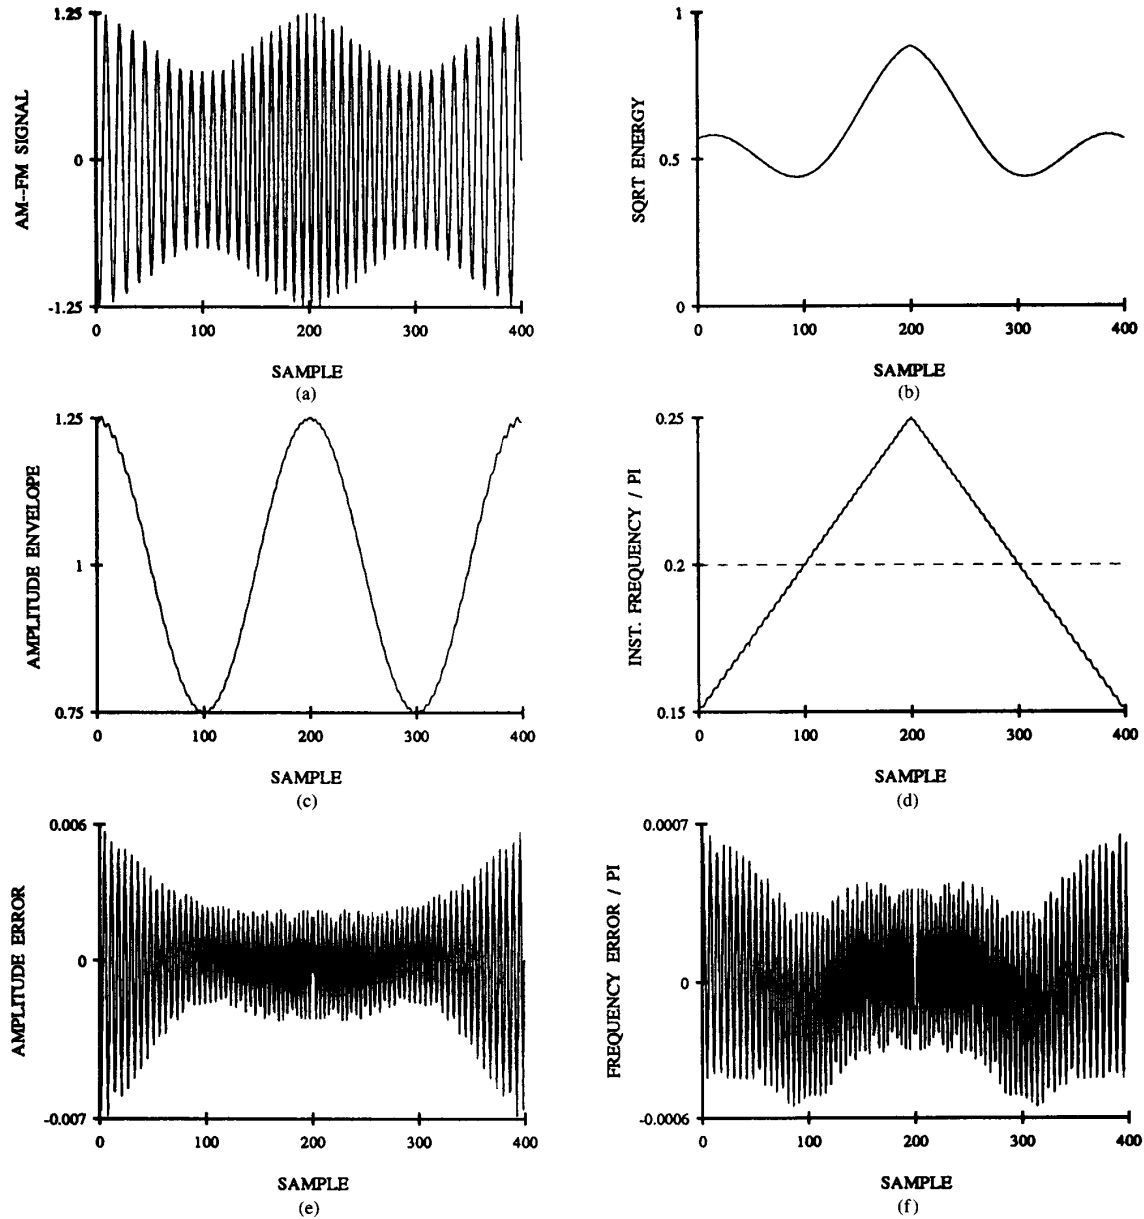 AM--FM SIGNAL
1.25
0
-1.25
0 100 200 300 400
SAMPLE
(a)
SQRT ENERGY
1
0.5
0
0 100 200 300 400
SAMPLE
(b)
AMPLITUDE ENVELOPE
1.25
1
0.75
0 100 200 300 400
SAMPLE
(c)
INST. FREQUENCY / PI
0.25
0.2
0.15
0 100 200 300 400
SAMPLE
(d)
AMPLITUDE ERROR
0.006
0
-0.007
0 100 200 300 400
SAMPLE
(e)
FREQUENCY ERROR / PI
0.0007
0
-0.0006
0 100 200 300 400
SAMPLE
(f)